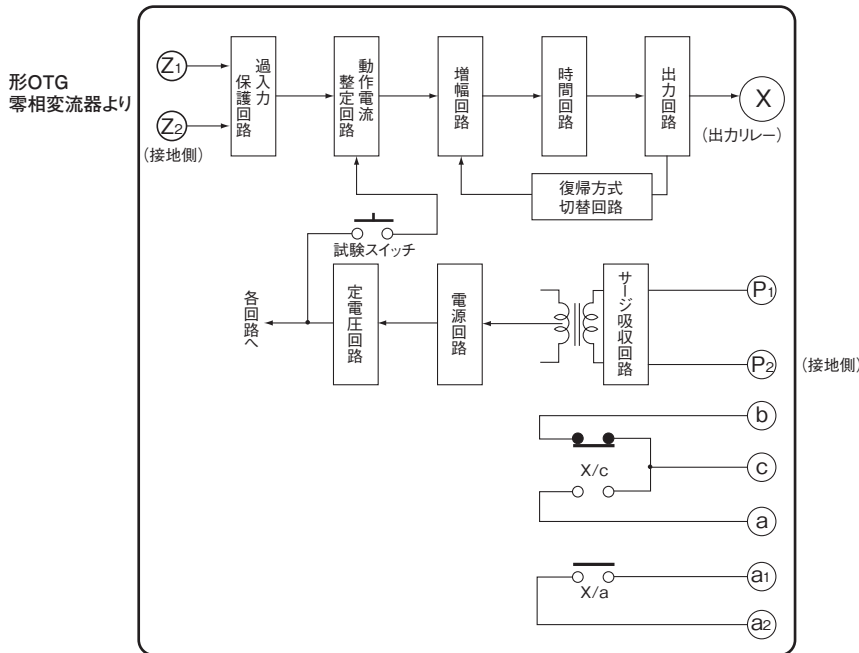 形OTG
零相変流器より
Z1
Z2
(接地側)
過入力
保護回路
動作電流
整定回路
増幅回路
時間回路
出力回路
X
(出力リレー)
復帰方式
切替回路
試験スイッチ
各回路へ
定電圧回路
電源回路
サージ吸収回路
P1
P2
(接地側)
b
X/c
c
a
X/a
a1
a2